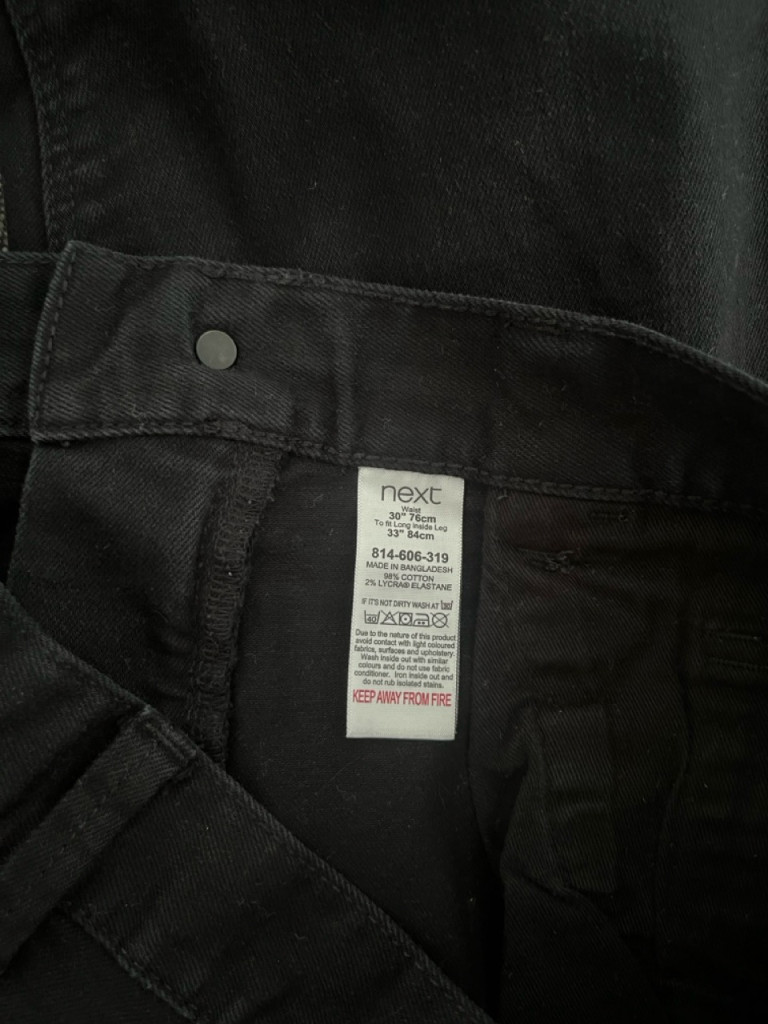 next
Waist
30" 76cm
To fit Long Inside Leg
33" 84cm
814-606-319
MADE IN BANGLADESH
98% COTTON
2% LYCRA® ELASTANE
IF IT'S NOT DIRTY WASH AT 30
40
Due to the nature of this product
avoid contact with light coloured
fabrics, surfaces and upholstery.
Wash inside out with similar
colours and do not use fabric
conditioner. Iron inside out and
do not rub isolated stains.
KEEP AWAY FROM FIRE